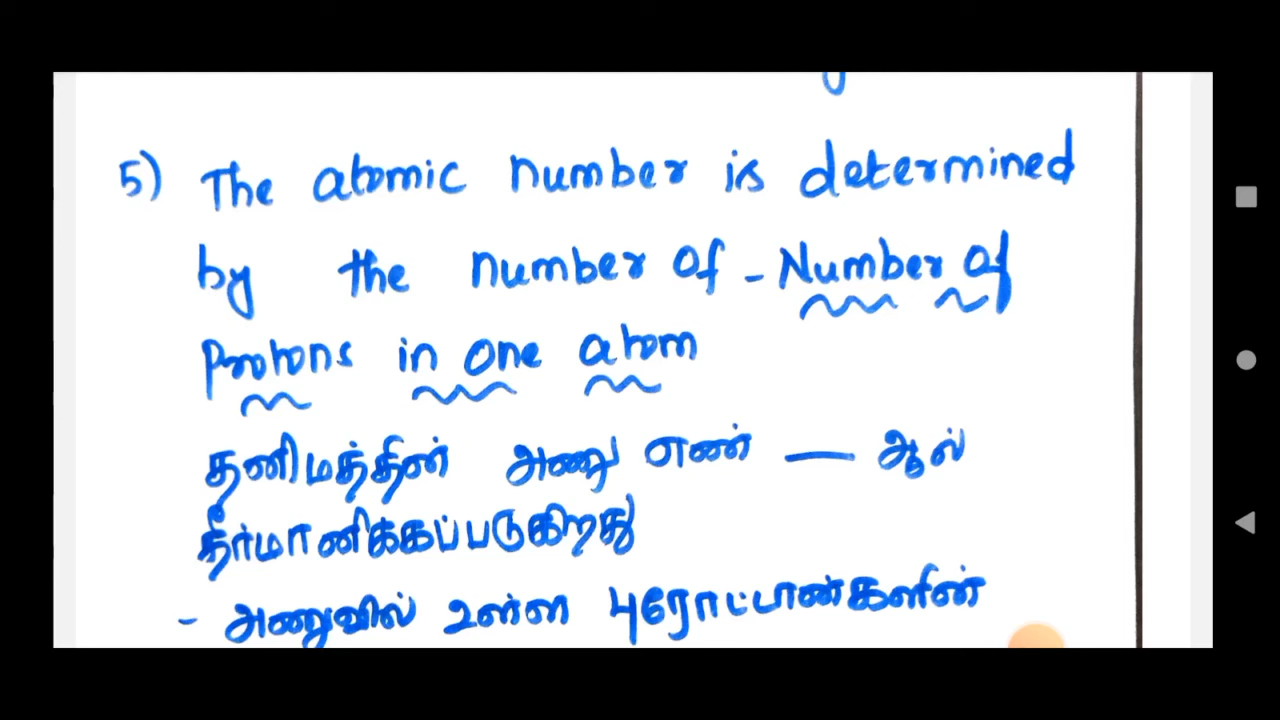 5) The atomic number is determined
by the number of - Number of
Protons in one atom
தனிமத்தின் அணு எண் — ஆல்
தீர்மானிக்கப்படுகிறது
- அணுவில் உள்ள புரோட்டான்களின்